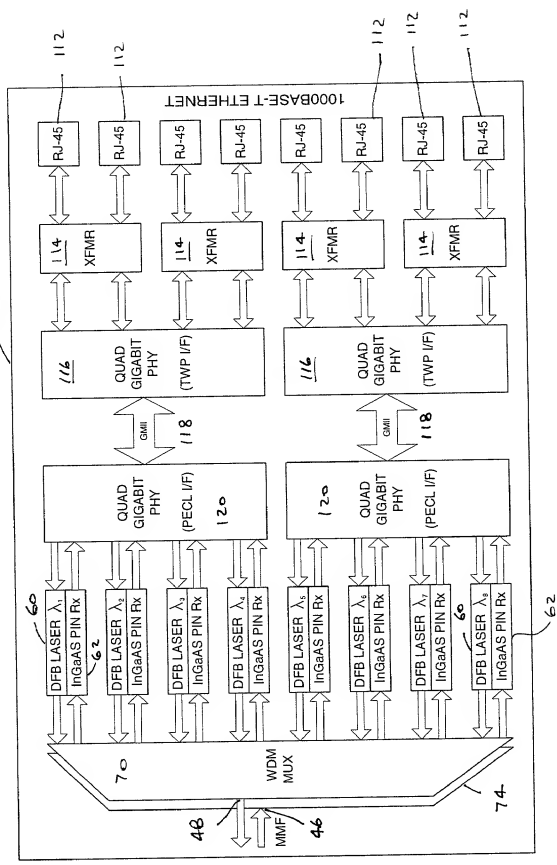 1000BASE-T ETHERNET
112
112
112
112
112
RJ-45
RJ-45
RJ-45
RJ-45
RJ-45
RJ-45
RJ-45
RJ-45
114
XFMR
114
XFMR
114
XFMR
114
XFMR
116
QUAD
GIGABIT
PHY
(TWP I/F)
116
QUAD
GIGABIT
PHY
(TWP I/F)
GMII
118
GMII
118
QUAD
GIGABIT
PHY
(PECL I/F)
120
120
QUAD
GIGABIT
PHY
(PECL I/F)
60
DFB LASER λ1
InGaAS PIN Rx
62
DFB LASER λ2
InGaAS PIN Rx
DFB LASER λ3
InGaAS PIN Rx
DFB LASER λ4
InGaAS PIN Rx
DFB LASER λ5
InGaAS PIN Rx
DFB LASER λ6
InGaAS PIN Rx
DFB LASER λ7
InGaAS PIN Rx
60
DFB LASER λ8
InGaAS PIN Rx
62
70
WDM
MUX
74
48
46
MMF